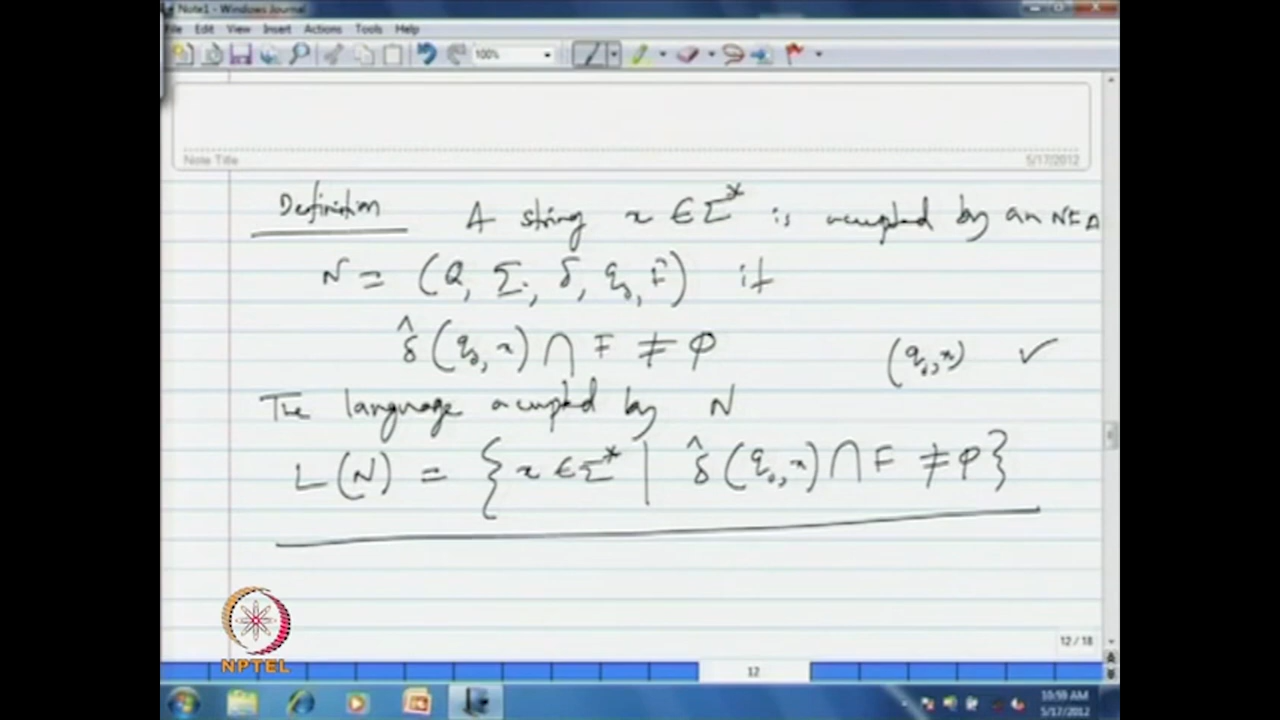 Note1 - Windows Journal
File Edit View Insert Actions Tools Help
100%
Note Title 5/17/2012
Definition A string x ∈ Σ* is accepted by an NFA
N = (Q, Σ, δ, q₀, F) if
δ̂(q₀, x) ∩ F ≠ φ (q₀, x) ✓
The language accepted by N
L(N) = {x ∈ Σ* | δ̂(q₀, x) ∩ F ≠ φ}
NPTEL
12 / 18
12
10:59 AM
5/17/2012